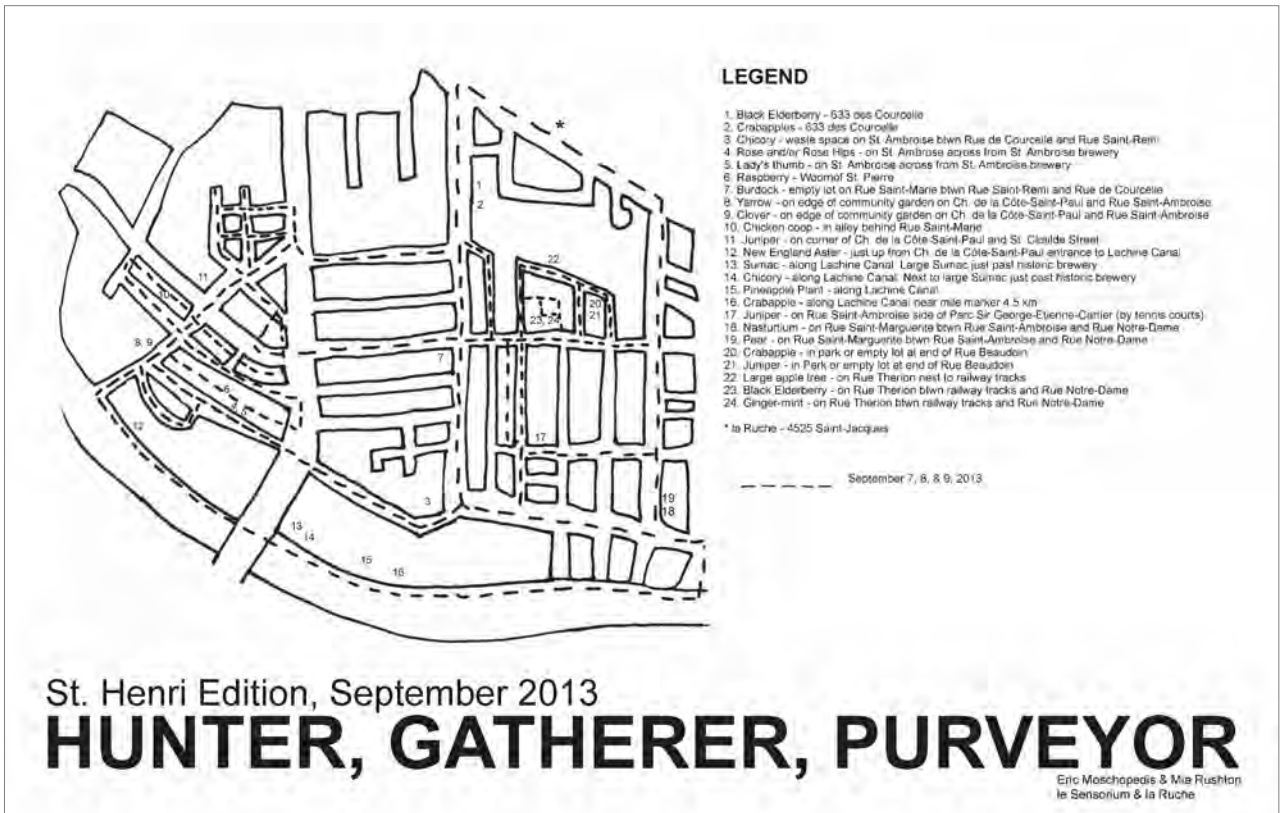 LEGEND
1. Black Elderberry - 633 des Courcelle
2. Crabapples - 633 des Courcelle
3. Chicory - waste space on St. Ambroise btwn Rue de Courcelle and Rue Saint-Remi
4. Rose and/or Rose Hips - on St. Ambrose across from St. Ambroise brewery
5. Lady's thumb - on St. Ambroise across from St. Ambroise brewery
6. Raspberry - St. Pierre
7. Burdock - empty lot on Rue Saint-Marie btwn Rue Saint-Remi and Rue de Courcelle
8. Yarrow - on edge of community garden on Ch. de la Côte-Saint-Paul and Rue Saint-Ambroise
9. Clover - on edge of community garden on Ch. de la Côte-Saint-Paul and Rue Saint-Ambroise
10. Chicken coop - in alley behind Rue Saint-Marie
11. Juniper - on corner of Ch. de la Côte-Saint-Paul and St. Clotilde Street
12. New England Aster - just up from Ch. de la Côte-Saint-Paul entrance to Lachine Canal
13. Sumac - along Lachine Canal. Large Sumac just past historic brewery
14. Chicory - along Lachine Canal. Next to large Sumac just past historic brewery
15. Pineapple Plant - along Lachine Canal
16. Crabapple - along Lachine Canal near mile marker 4.5 km
17. Juniper - on Rue Saint-Ambroise side of Parc Sir George-Etienne-Cartier (by tennis courts)
18. Nasturtium - on Rue Saint-Marguerite btwn Rue Saint-Ambroise and Rue Notre-Dame
19. Pear - on Rue Saint-Marguerite btwn Rue Saint-Ambroise and Rue Notre-Dame
20. Crabapple - in park or empty lot at end of Rue Beaudoin
21. Juniper - in Park or empty lot at end of Rue Beaudoin
22. Large apple tree - on Rue Therion next to railway tracks
23. Black Elderberry - on Rue Therion btwn railway tracks and Rue Notre-Dame
24. Ginger-mint - on Rue Therion btwn railway tracks and Rue Notre-Dame
* la Ruche - 4525 Saint-Jacques
September 7, 8, & 9, 2013
*
1
2
22
11
10
20
21
23, 24
8, 9
7
6
12
17
3
19
18
13
14
15
16
St. Henri Edition, September 2013
HUNTER, GATHERER, PURVEYOR
Eric Moschopedis & Mia Rushton
le Sensorium & la Ruche